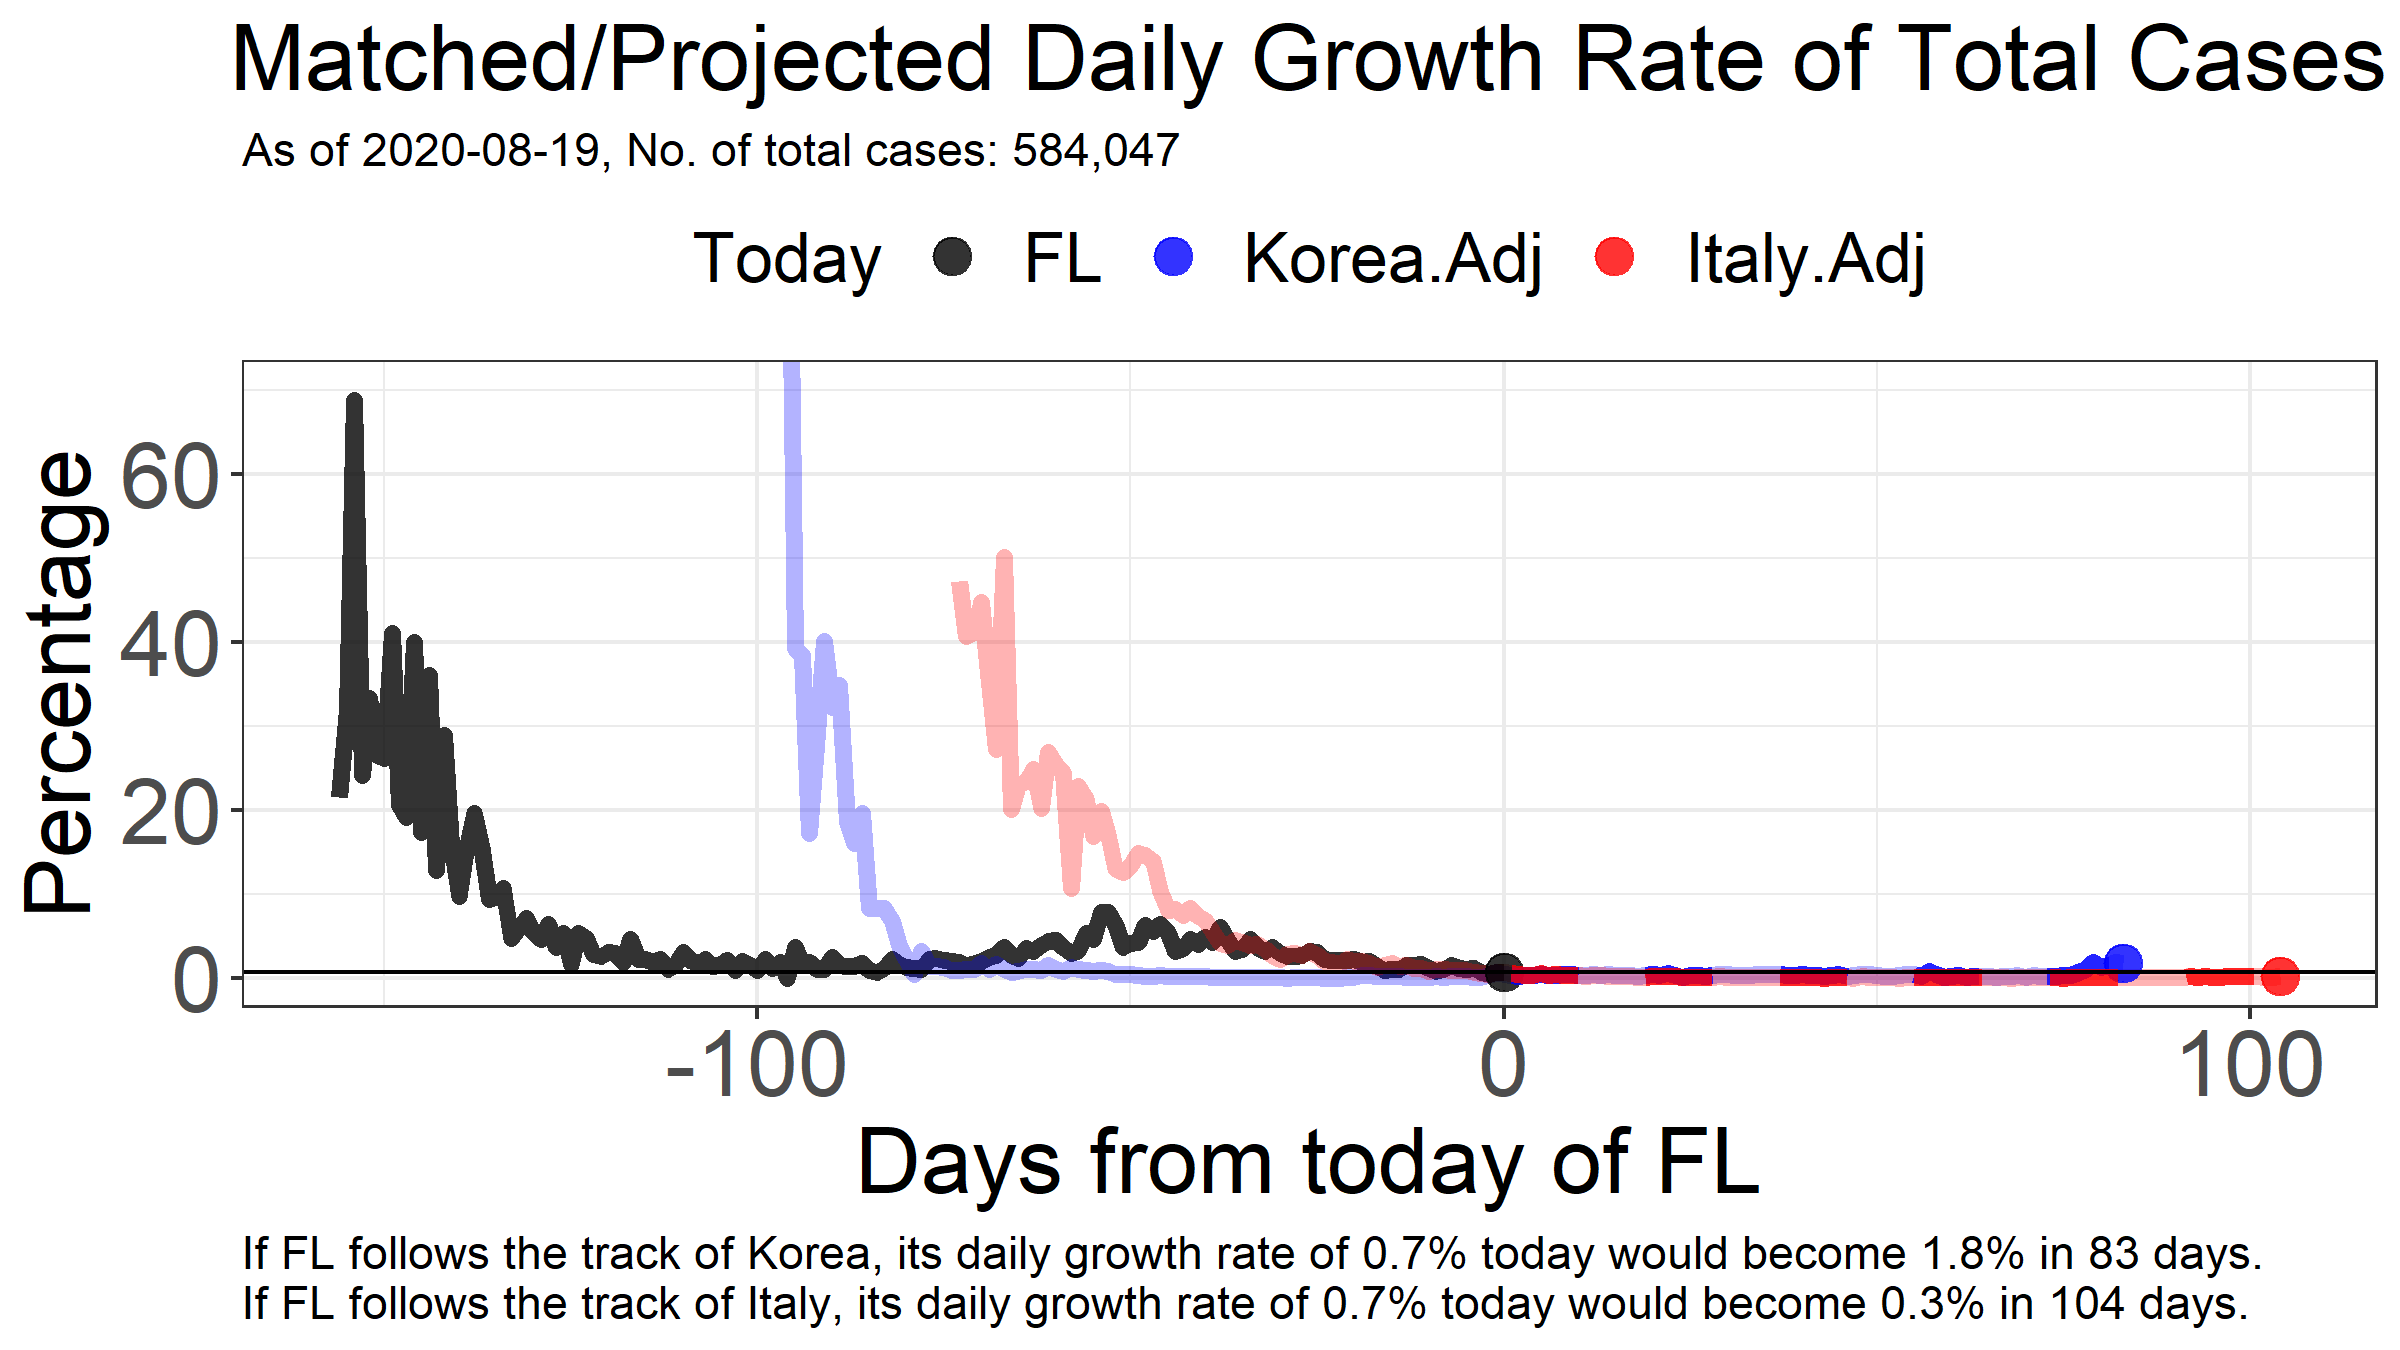 Matched/Projected Daily Growth Rate of Total Cases
As of 2020-08-19, No. of total cases: 584,047
Today FL Korea.Adj Italy.Adj
Percentage
60
40
20
0
-100 0 100
Days from today of FL
If FL follows the track of Korea, its daily growth rate of 0.7% today would become 1.8% in 83 days.
If FL follows the track of Italy, its daily growth rate of 0.7% today would become 0.3% in 104 days.